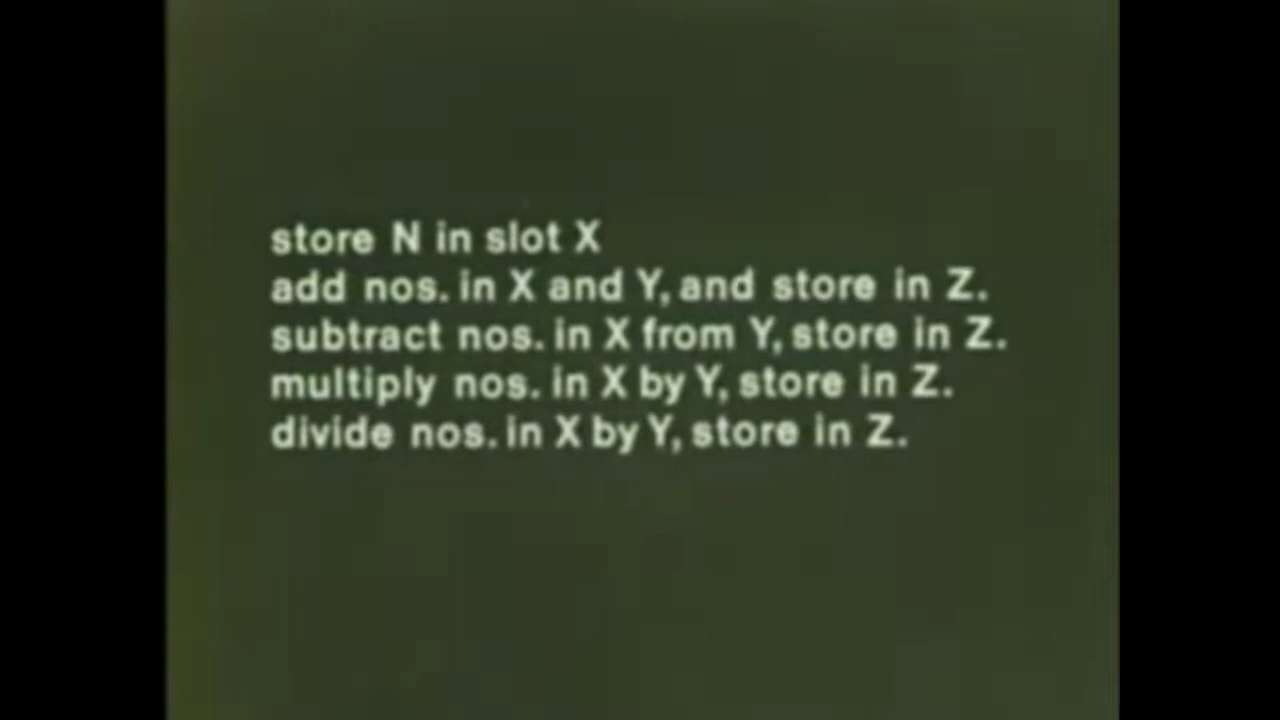 store N in slot X
add nos. in X and Y, and store in Z.
subtract nos. in X from Y, store in Z.
multiply nos. in X by Y, store in Z.
divide nos. in X by Y, store in Z.